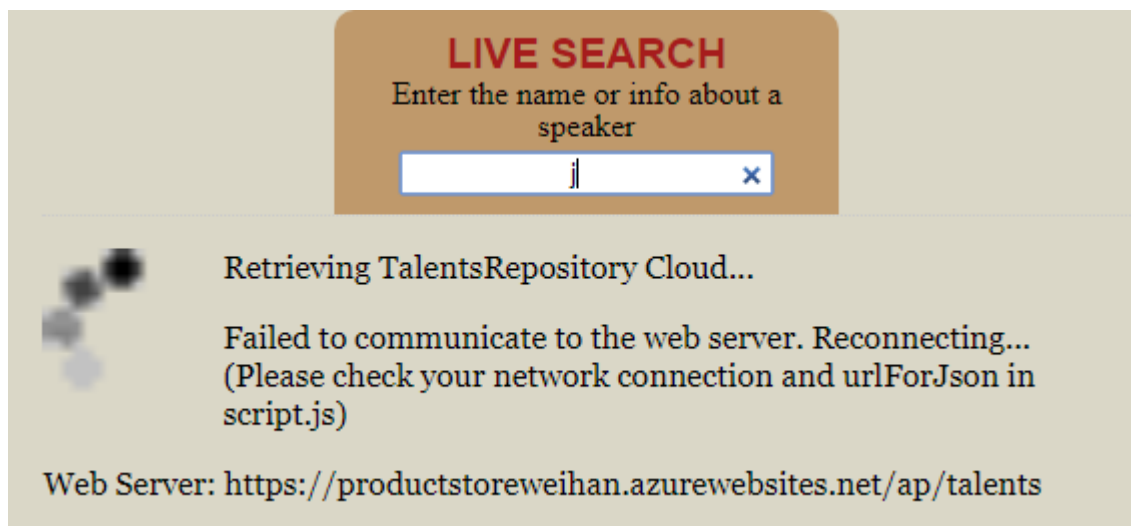 LIVE SEARCH
Enter the name or info about a
speaker
j
Retrieving TalentsRepository Cloud...
Failed to communicate to the web server. Reconnecting...
(Please check your network connection and urlForJson in
script.js)
Web Server: https://productstoreweihan.azurewebsites.net/ap/talents